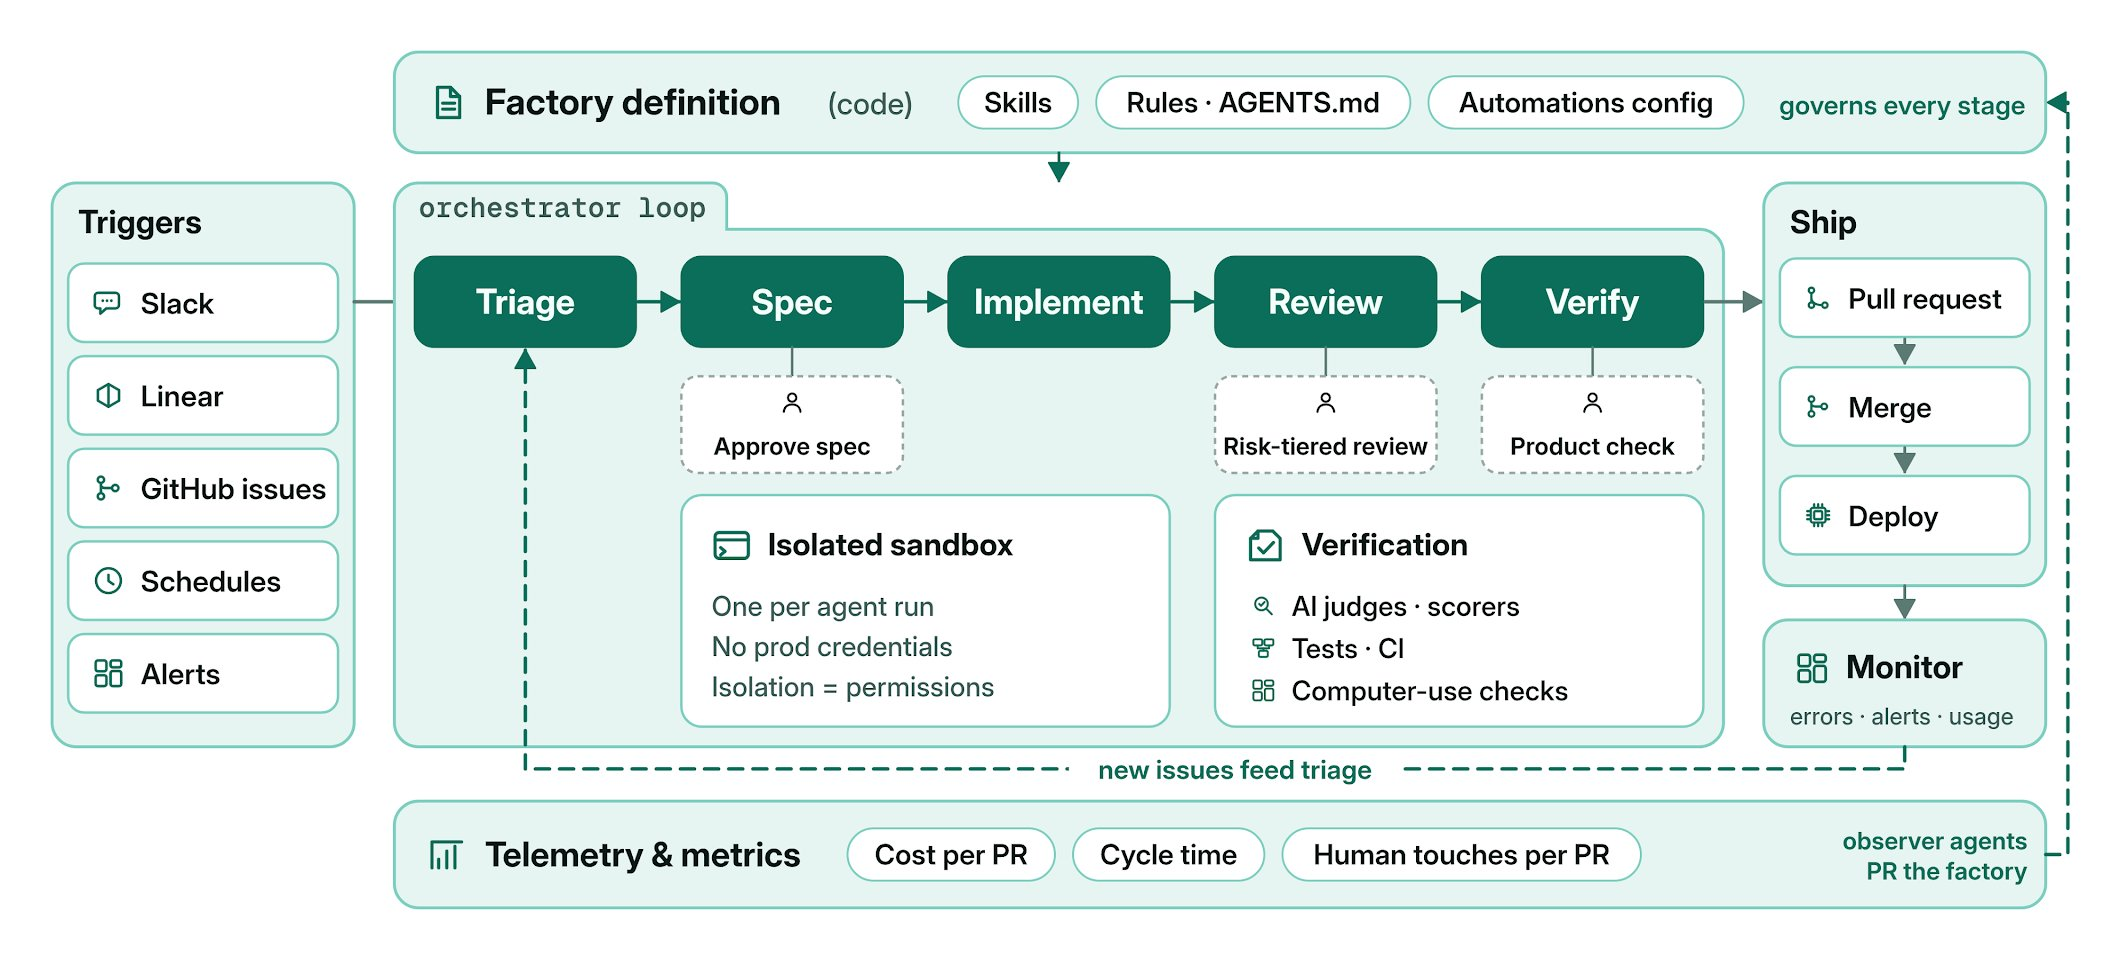 Factory definition (code) Skills Rules · AGENTS.md Automations config governs every stage
Triggers
Slack
Linear
GitHub issues
Schedules
Alerts
orchestrator loop
Triage
Spec
Implement
Review
Verify
Approve spec
Risk-tiered review
Product check
Isolated sandbox
One per agent run
No prod credentials
Isolation = permissions
Verification
AI judges · scorers
Tests · CI
Computer-use checks
Ship
Pull request
Merge
Deploy
Monitor
errors · alerts · usage
new issues feed triage
Telemetry & metrics Cost per PR Cycle time Human touches per PR
observer agents
PR the factory